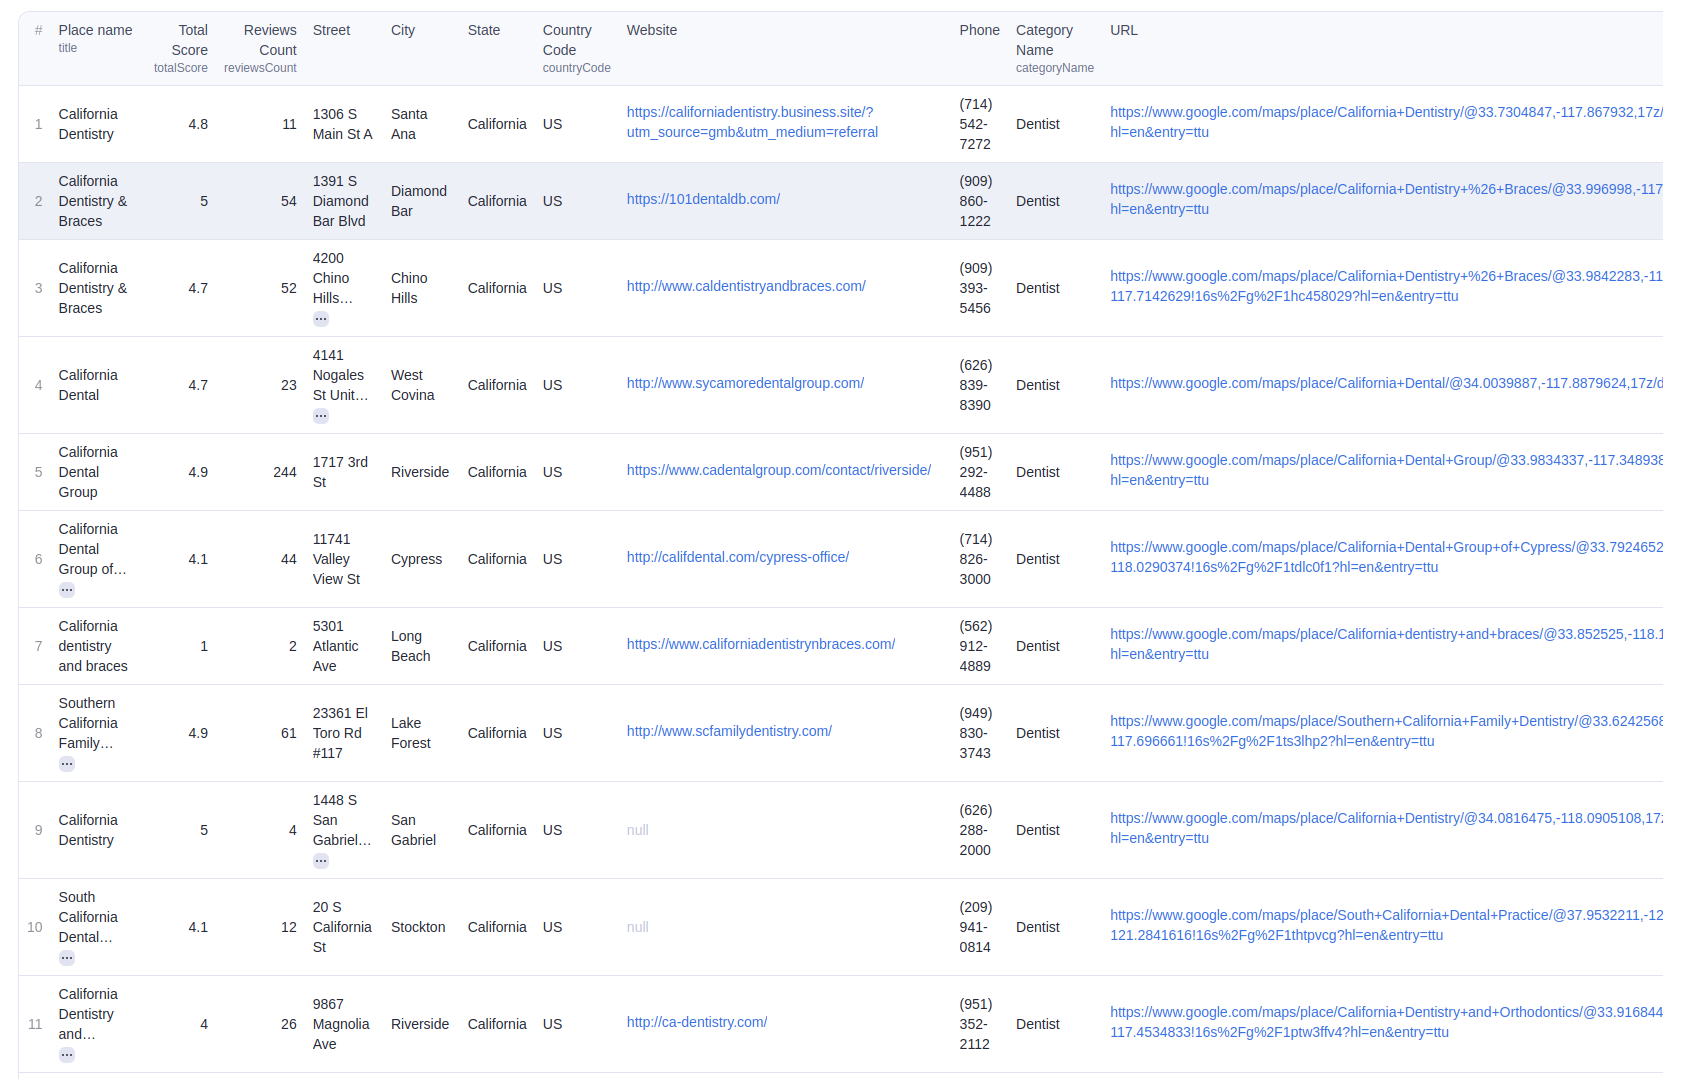 #
Place name
title
Total
Score
totalScore
Reviews
Count
reviewsCount
Street
City
State
Country
Code
countryCode
Website
Phone
Category
Name
categoryName
URL
1
California
Dentistry
4.8
11
1306 S
Main St A
Santa
Ana
California
US
https://californiadentistry.business.site/?
utm_source=gmb&utm_medium=referral
(714)
542-
7272
Dentist
https://www.google.com/maps/place/California+Dentistry/@33.7304847,-117.867932,17z/
hl=en&entry=ttu
2
California
Dentistry &
Braces
5
54
1391 S
Diamond
Bar Blvd
Diamond
Bar
California
US
https://101dentaldb.com/
(909)
860-
1222
Dentist
https://www.google.com/maps/place/California+Dentistry+%26+Braces/@33.996998,-117
hl=en&entry=ttu
3
California
Dentistry &
Braces
4.7
52
4200
Chino
Hills…
Chino
Hills
California
US
http://www.caldentistryandbraces.com/
(909)
393-
5456
Dentist
https://www.google.com/maps/place/California+Dentistry+%26+Braces/@33.9842283,-11
117.7142629!16s%2Fg%2F1hc458029?hl=en&entry=ttu
4
California
Dental
4.7
23
4141
Nogales
St Unit…
West
Covina
California
US
http://www.sycamoredentalgroup.com/
(626)
839-
8390
Dentist
https://www.google.com/maps/place/California+Dental/@34.0039887,-117.8879624,17z/d
5
California
Dental
Group
4.9
244
1717 3rd
St
Riverside
California
US
https://www.cadentalgroup.com/contact/riverside/
(951)
292-
4488
Dentist
https://www.google.com/maps/place/California+Dental+Group/@33.9834337,-117.348938
hl=en&entry=ttu
6
California
Dental
Group of…
4.1
44
11741
Valley
View St
Cypress
California
US
http://califdental.com/cypress-office/
(714)
826-
3000
Dentist
https://www.google.com/maps/place/California+Dental+Group+of+Cypress/@33.7924652
118.0290374!16s%2Fg%2F1tdlc0f1?hl=en&entry=ttu
7
California
dentistry
and braces
1
2
5301
Atlantic
Ave
Long
Beach
California
US
https://www.californiadentistrynbraces.com/
(562)
912-
4889
Dentist
https://www.google.com/maps/place/California+dentistry+and+braces/@33.852525,-118.1
hl=en&entry=ttu
8
Southern
California
Family…
4.9
61
23361 El
Toro Rd
#117
Lake
Forest
California
US
http://www.scfamilydentistry.com/
(949)
830-
3743
Dentist
https://www.google.com/maps/place/Southern+California+Family+Dentistry/@33.6242568
117.696661!16s%2Fg%2F1ts3lhp2?hl=en&entry=ttu
9
California
Dentistry
5
4
1448 S
San
Gabriel…
San
Gabriel
California
US
null
(626)
288-
2000
Dentist
https://www.google.com/maps/place/California+Dentistry/@34.0816475,-118.0905108,17z
hl=en&entry=ttu
10
South
California
Dental…
4.1
12
20 S
California
St
Stockton
California
US
null
(209)
941-
0814
Dentist
https://www.google.com/maps/place/South+California+Dental+Practice/@37.9532211,-12
121.2841616!16s%2Fg%2F1thtpvcg?hl=en&entry=ttu
11
California
Dentistry
and…
4
26
9867
Magnolia
Ave
Riverside
California
US
http://ca-dentistry.com/
(951)
352-
2112
Dentist
https://www.google.com/maps/place/California+Dentistry+and+Orthodontics/@33.916844
117.4534833!16s%2Fg%2F1ptw3ffv4?hl=en&entry=ttu